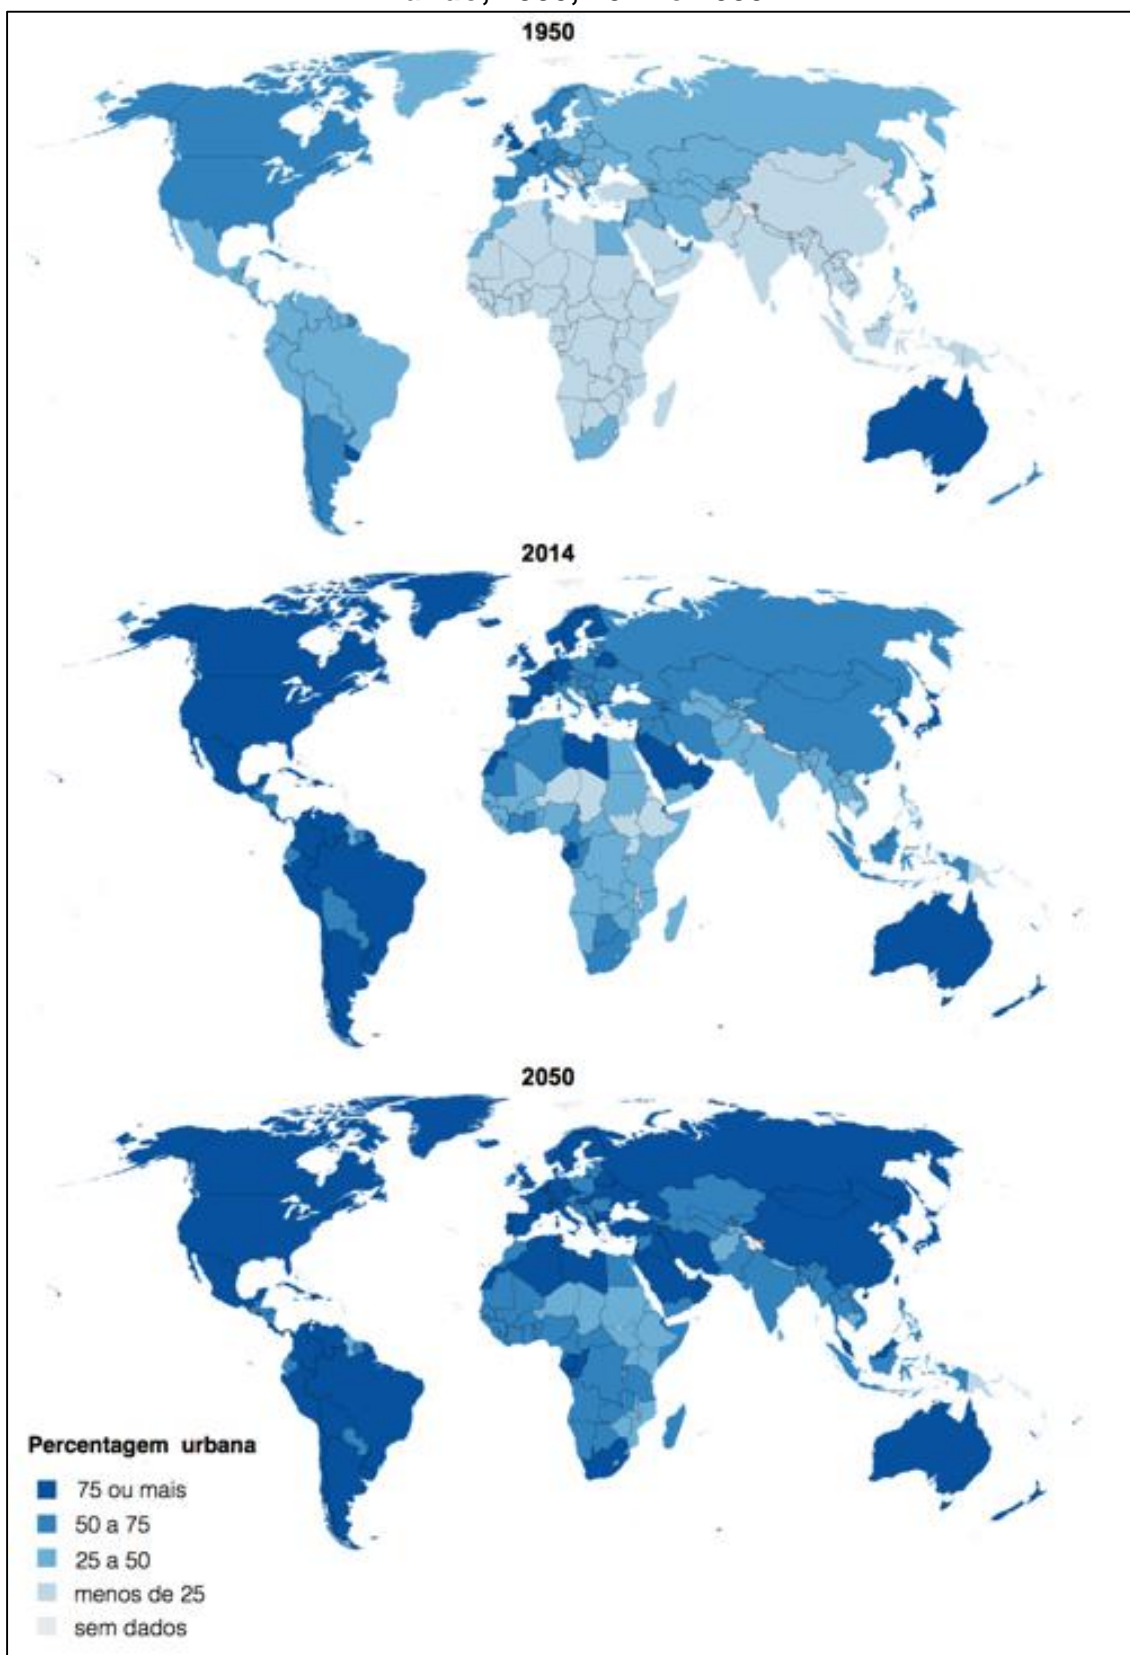 1950
2014
2050
Percentagem urbana
75 ou mais
50 a 75
25 a 50
menos de 25
sem dados